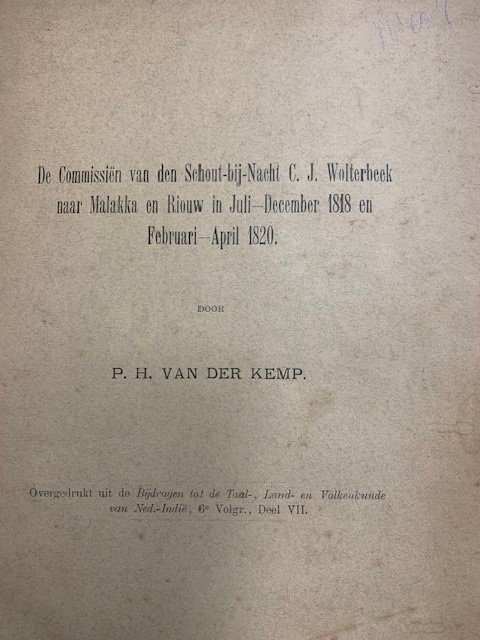 De Commissiën van den Schout-bij-Nacht C. J. Wolterbeek
naar Malakka en Riouw in Juli—December 1818 en
Februari—April 1820.
DOOR
P. H. VAN DER KEMP.
Overgedrukt uit de Bijdragen tot de Taal-, Land- en Volkenkunde
van Ned.-Indië, 6e Volgr., Deel VII.